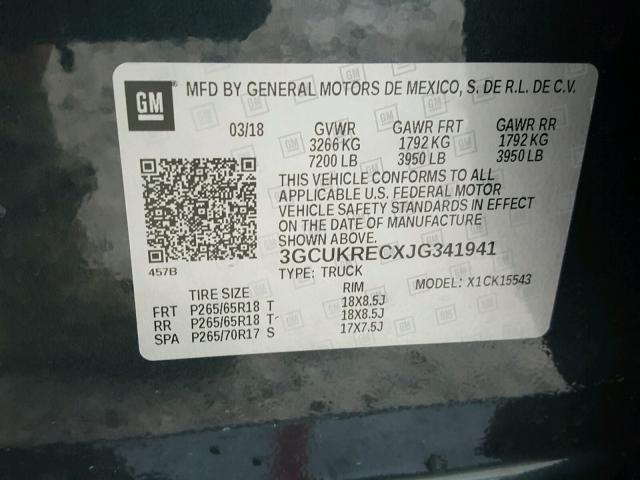 GM MFD BY GENERAL MOTORS DE MEXICO, S. DE R.L. DE C.V.
03/18 GVWR GAWR FRT GAWR RR
3266 KG 1792 KG 1792 KG
7200 LB 3950 LB 3950 LB
THIS VEHICLE CONFORMS TO ALL
APPLICABLE U.S. FEDERAL MOTOR
VEHICLE SAFETY STANDARDS IN EFFECT
ON THE DATE OF MANUFACTURE
SHOWN ABOVE.
457B 3GCUKRECXJG341941
TYPE: TRUCK
MODEL: X1CK15543
TIRE SIZE RIM
FRT P265/65R18 T 18X8.5J
RR P265/65R18 T 18X8.5J
SPA P265/70R17 S 17X7.5J